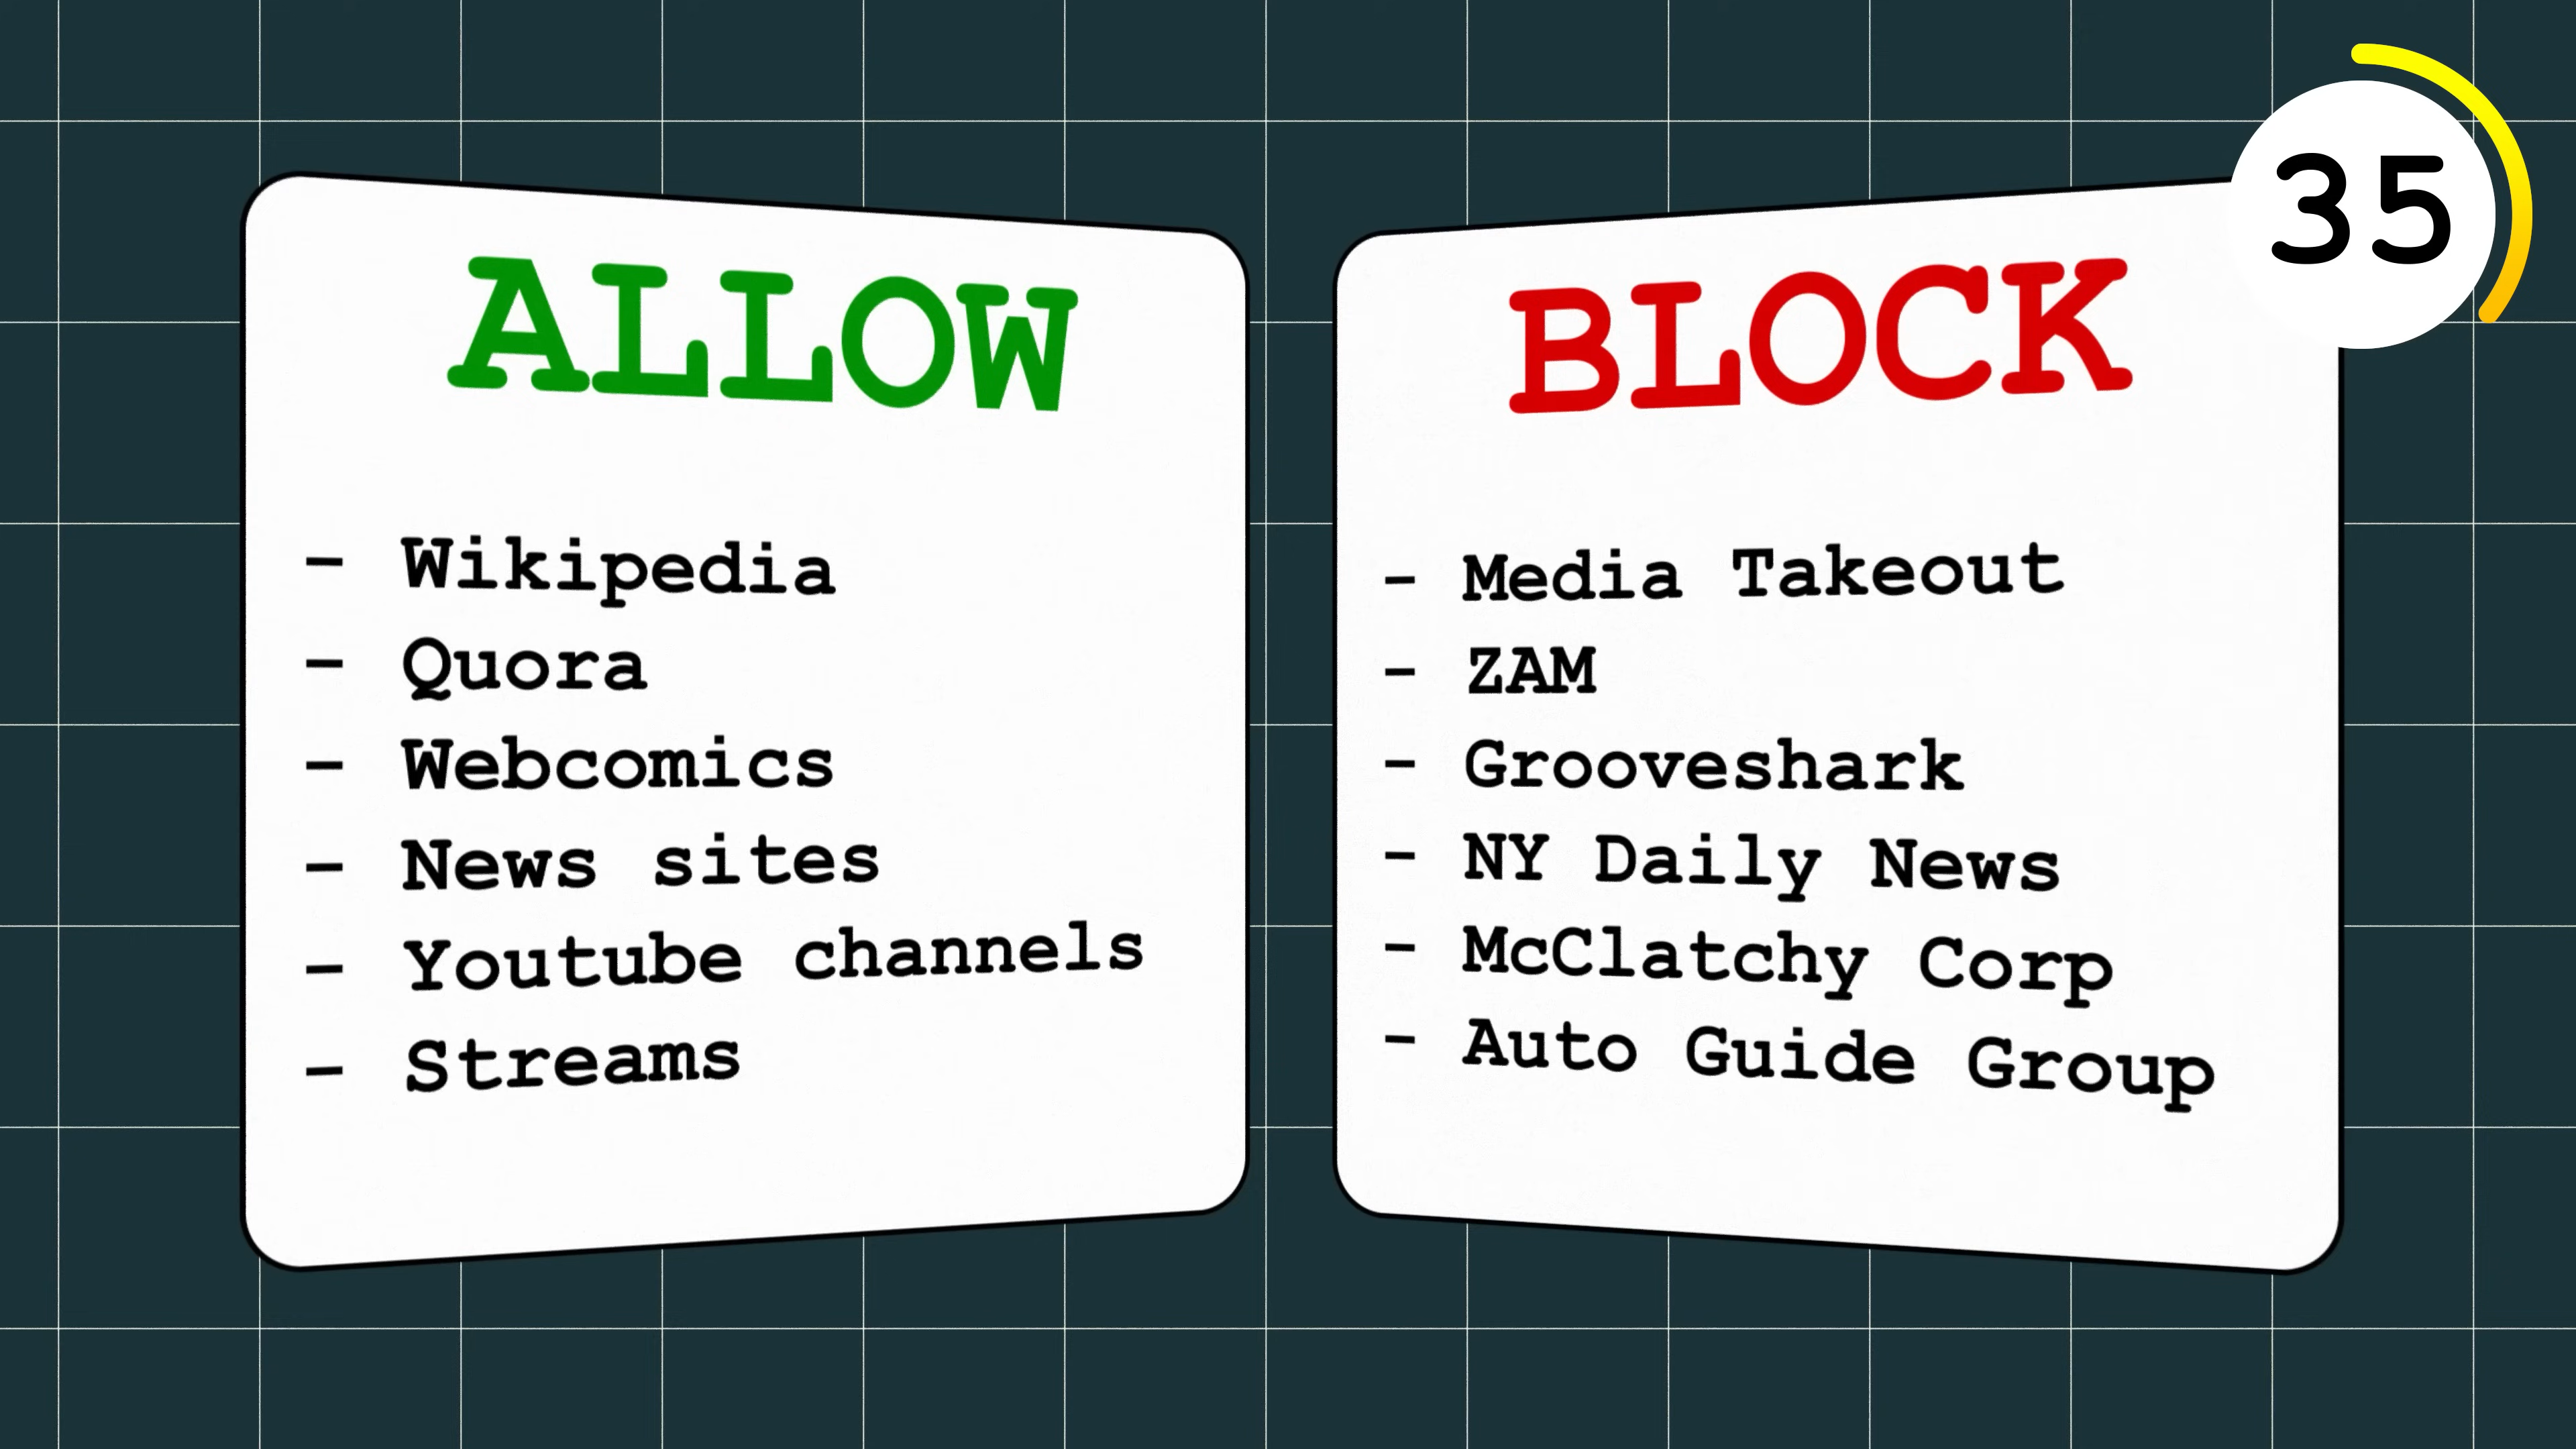 ALLOW
- Wikipedia
- Quora
- Webcomics
- News sites
- Youtube channels
- Streams
BLOCK
- Media Takeout
- ZAM
- Grooveshark
- NY Daily News
- McClatchy Corp
- Auto Guide Group
35